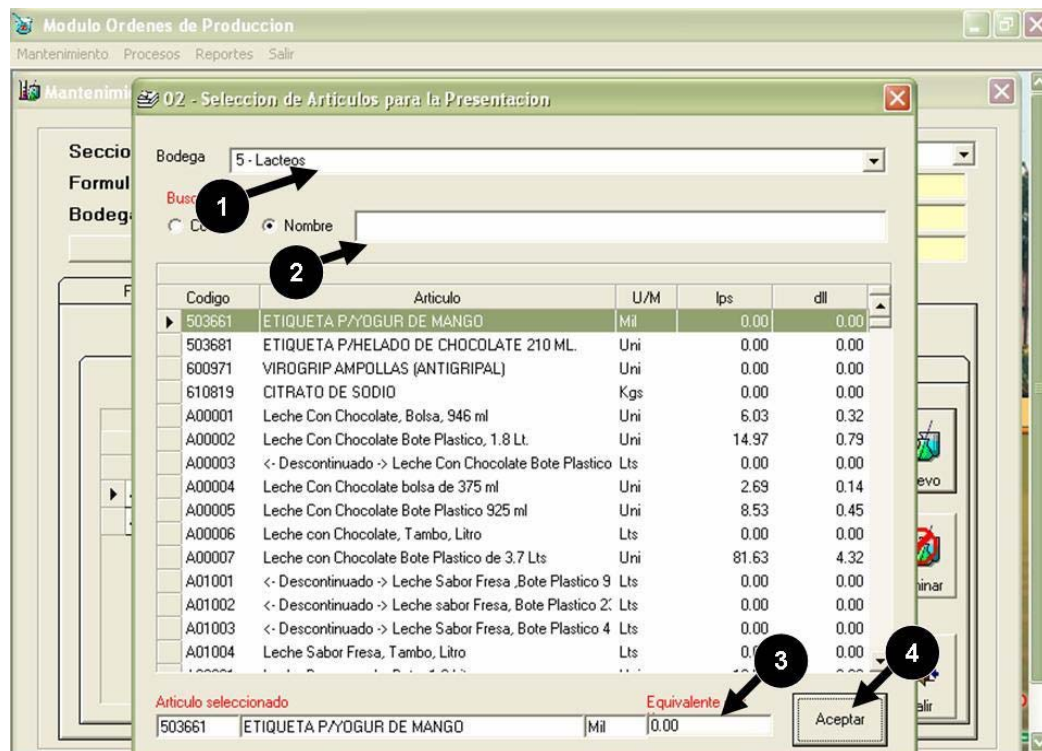 Modulo Ordenes de Produccion
Mantenimiento Procesos Reportes Salir
02 - Seleccion de Articulos para la Presentacion
Bodega 5 - Lacteos
1
Nombre
2
Codigo Articulo U/M lps dll
503661 ETIQUETA P/YOGUR DE MANGO Mil 0.00 0.00
503681 ETIQUETA P/HELADO DE CHOCOLATE 210 ML. Uni 0.00 0.00
600971 VIROGRIP AMPOLLAS (ANTIGRIPAL) Uni 0.00 0.00
610819 CITRATO DE SODIO Kgs 0.00 0.00
A00001 Leche Con Chocolate, Bolsa, 946 ml Uni 6.03 0.32
A00002 Leche Con Chocolate Bote Plastico, 1.8 Lt. Uni 14.97 0.79
A00003 <- Descontinuado -> Leche Con Chocolate Bote Plastico Lts 0.00 0.00
A00004 Leche Con Chocolate bolsa de 375 ml Uni 2.69 0.14
A00005 Leche Con Chocolate Bote Plastico 925 ml Uni 8.53 0.45
A00006 Leche Con Chocolate, Tambo, Litro Lts 0.00 0.00
A00007 Leche con Chocolate Bote Plastico de 3.7 Lts Uni 81.63 4.32
A01001 <- Descontinuado -> Leche Sabor Fresa ,Bote Plastico 9 Lts 0.00 0.00
A01002 <- Descontinuado -> Leche sabor Fresa, Bote Plastico Lts 0.00 0.00
A01003 <- Descontinuado -> Leche Sabor Fresa, Bote Plastico 4 Lts 0.00 0.00
A01004 Leche Sabor Fresa, Tambo, Litro Lts 0.00
3
4
Articulo seleccionado Equivalente
503661 ETIQUETA P/YOGUR DE MANGO Mil 0.00 Aceptar